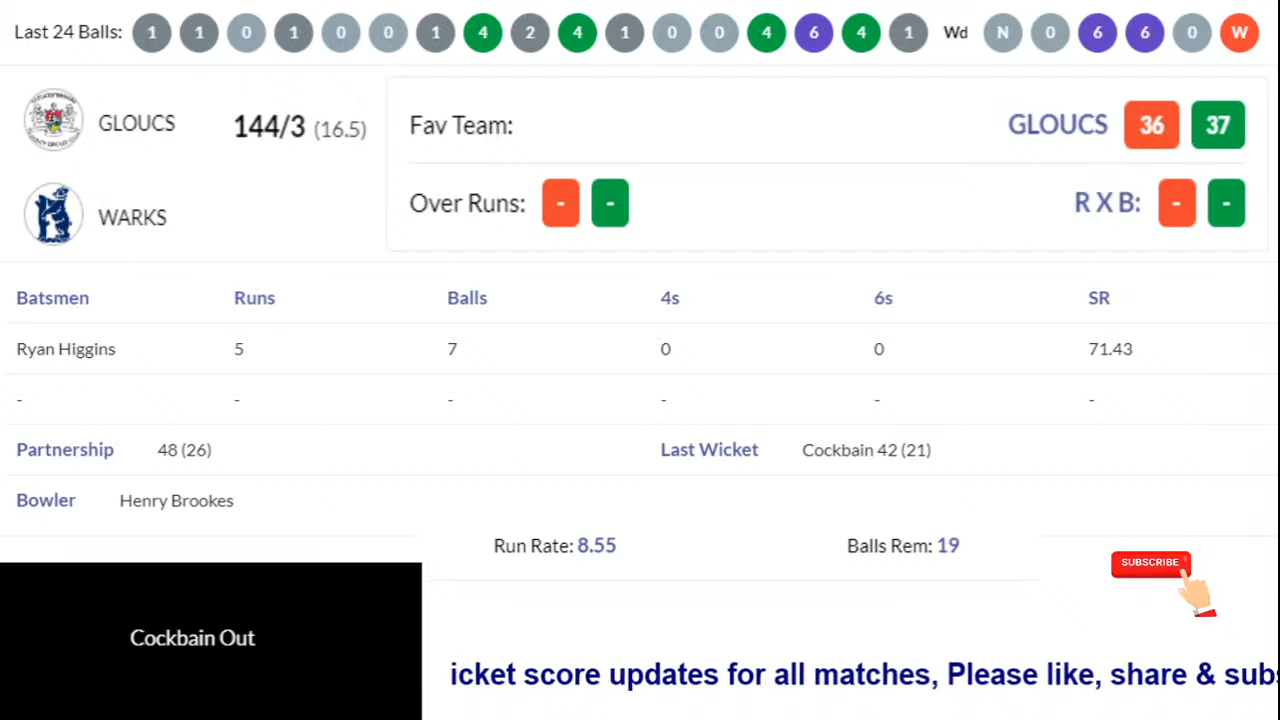 Last 24 Balls: 1 1 0 1 0 0 1 4 2 4 1 0 0 4 6 4 1 Wd N 0 6 6 0 W
GLOUCS 144/3 (16.5)
Fav Team: GLOUCS 36 37
WARKS
Over Runs: - - R X B: - -
Batsmen Runs Balls 4s 6s SR
Ryan Higgins 5 7 0 0 71.43
- - - - - -
Partnership 48 (26) Last Wicket Cockbain 42 (21)
Bowler Henry Brookes
Run Rate: 8.55 Balls Rem: 19
SUBSCRIBE
Cockbain Out
icket score updates for all matches, Please like, share & subs